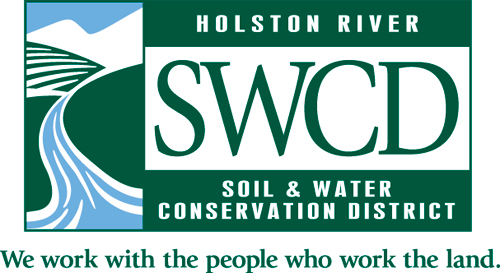 HOLSTON RIVER
SWCD
SOIL & WATER
CONSERVATION DISTRICT
We work with the people who work the land.